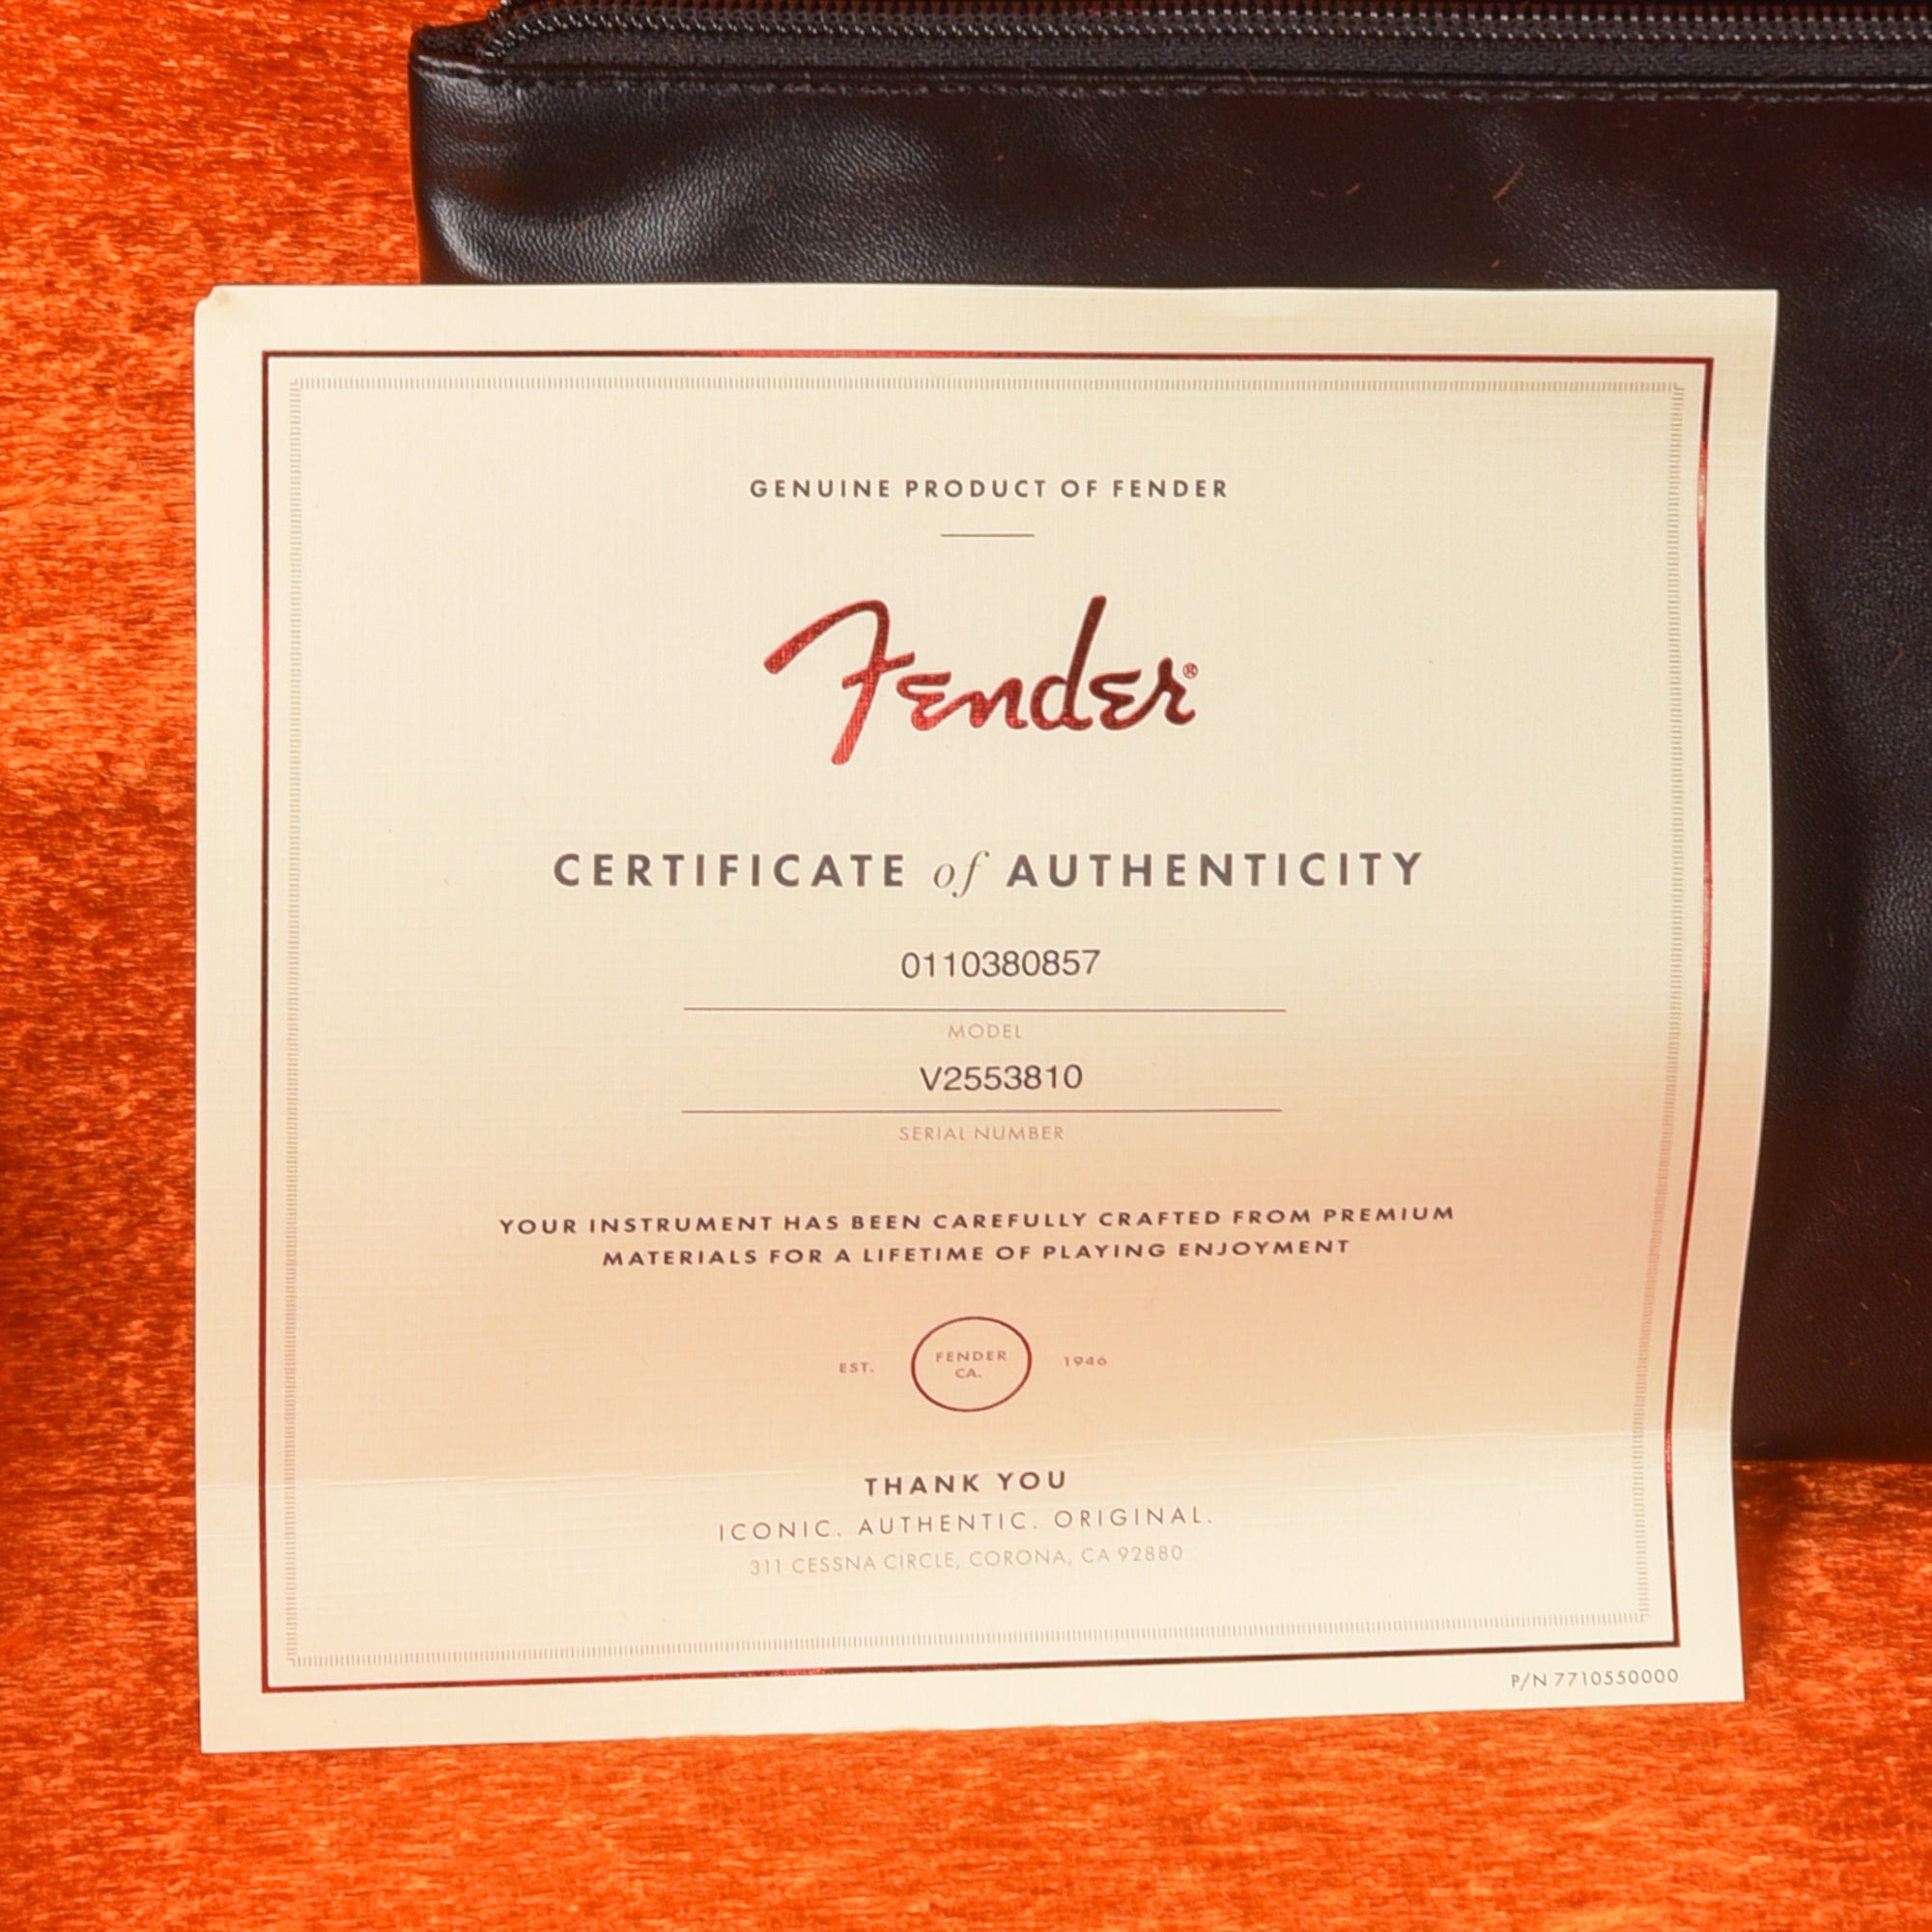 GENUINE PRODUCT OF FENDER
Fender®
CERTIFICATE of AUTHENTICITY
0110380857
MODEL
V2553810
SERIAL NUMBER
YOUR INSTRUMENT HAS BEEN CAREFULLY CRAFTED FROM PREMIUM
MATERIALS FOR A LIFETIME OF PLAYING ENJOYMENT
EST. FENDER 1946
CA.
THANK YOU
ICONIC. AUTHENTIC. ORIGINAL.
311 CESSNA CIRCLE, CORONA, CA 92880
P/N 7710550000